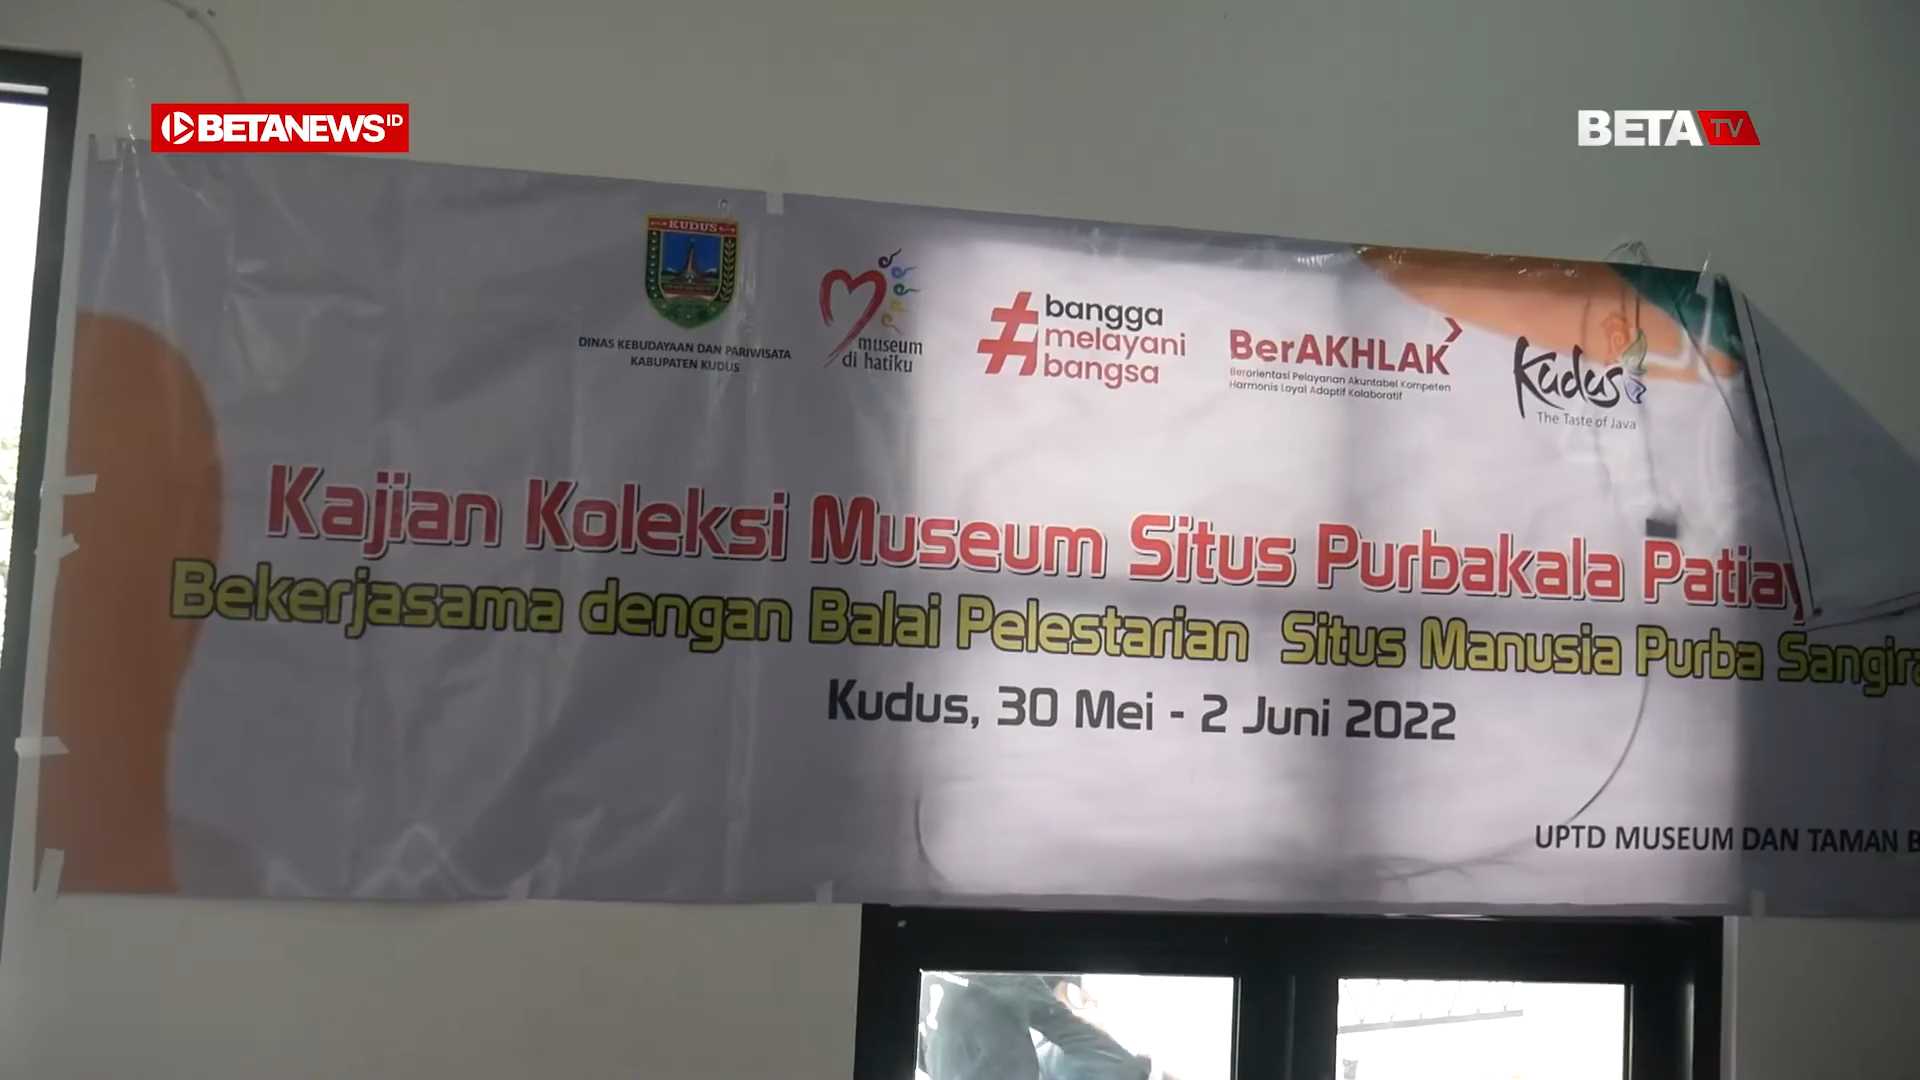 BETANEWS ID
BETA TV
KUDUS
DINAS KEBUDAYAAN DAN PARIWISATA
KABUPATEN KUDUS
museum
di hatiku
#bangga
melayani
bangsa
BerAKHLAK
Berorientasi Pelayanan Akuntabel Kompeten
Harmonis Loyal Adaptif Kolaboratif
Kudus
The Taste of Java
Kajian Koleksi Museum Situs Purbakala
Bekerjasama dengan Balai Pelestarian Situs Manusia Purba
Kudus, 30 Mei - 2 Juni 2022
UPTD MUSEUM DAN TAMAN